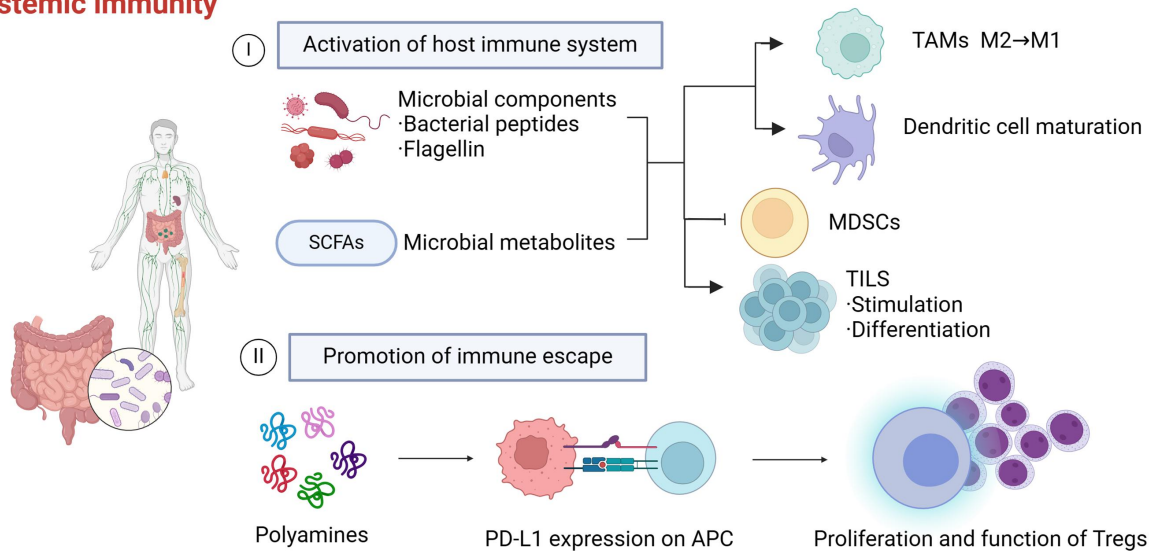 stemic immunity
I
Activation of host immune system
Microbial components
·Bacterial peptides
·Flagellin
SCFAs
Microbial metabolites
TAMs M2→M1
Dendritic cell maturation
MDSCs
TILS
·Stimulation
·Differentiation
II
Promotion of immune escape
Polyamines
PD-L1 expression on APC
Proliferation and function of Tregs